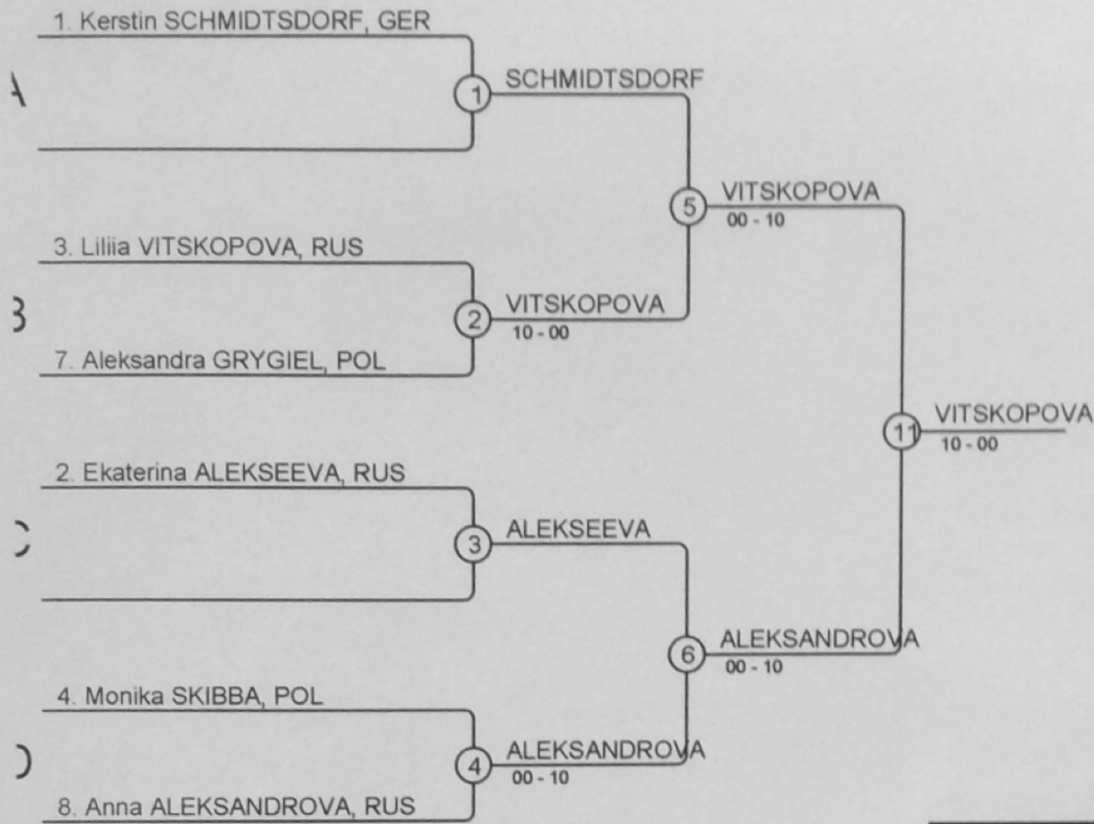 1. Kerstin SCHMIDTSDORF, GER
1
SCHMIDTSDORF
5
VITSKOPOVA
00 - 10
3. Liliia VITSKOPOVA, RUS
B
2
VITSKOPOVA
10 - 00
7. Aleksandra GRYGIEL, POL
11
VITSKOPOVA
10 - 00
2. Ekaterina ALEKSEEVA, RUS
3
ALEKSEEVA
6
ALEKSANDROVA
00 - 10
4. Monika SKIBBA, POL
4
ALEKSANDROVA
00 - 10
8. Anna ALEKSANDROVA, RUS